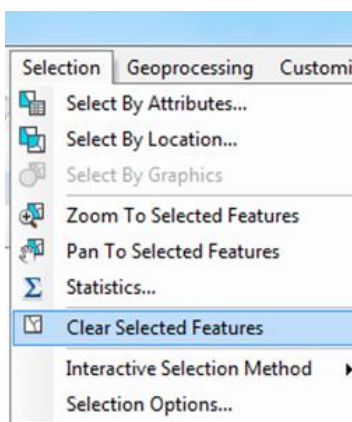 Selection Geoprocessing Customi
Select By Attributes...
Select By Location...
Select By Graphics
Zoom To Selected Features
Pan To Selected Features
Statistics...
Clear Selected Features
Interactive Selection Method
Selection Options...